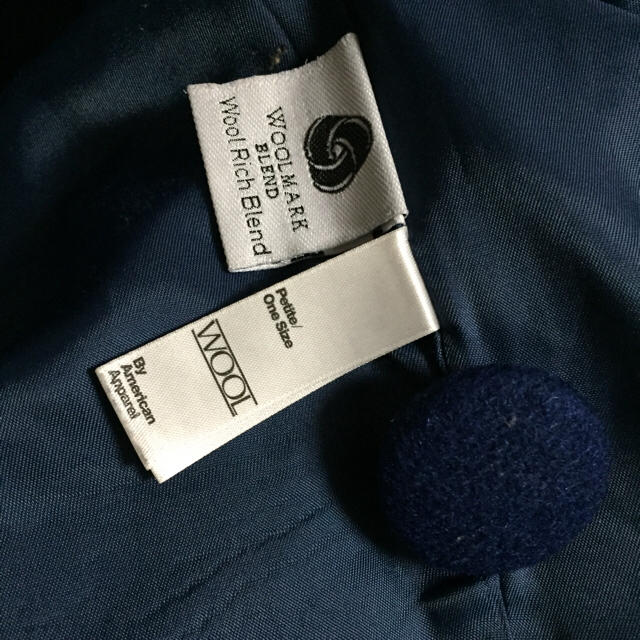 WOOLMARK
BLEND
Wool Rich Blend
Petite/
One Size
WOOL
By
American
Apparel